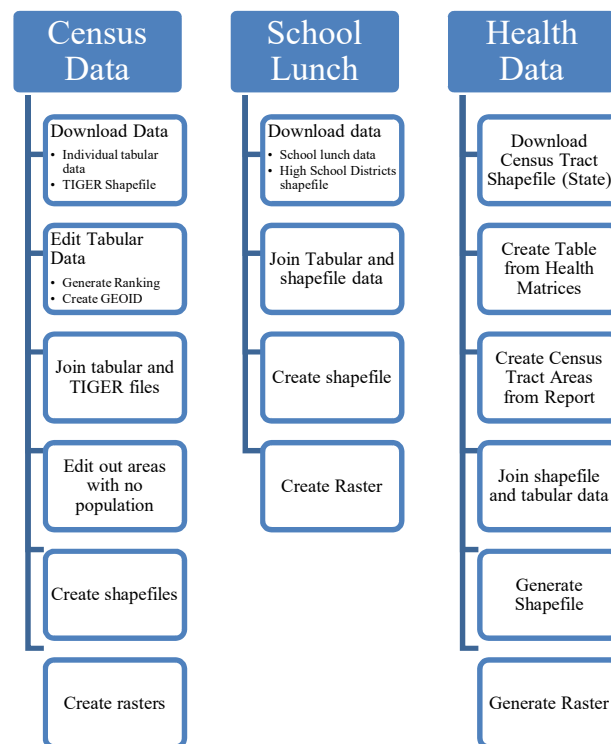 Census
Data
Download Data
• Individual tabular
data
• TIGER Shapefile
Edit Tabular
Data
• Generate Ranking
• Create GEOID
Join tabular and
TIGER files
Edit out areas
with no
population
Create shapefiles
Create rasters
School
Lunch
Download data
• School lunch data
• High School Districts
shapefile
Join Tabular and
shapefile data
Create shapefile
Create Raster
Health
Data
Download
Census Tract
Shapefile (State)
Create Table
from Health
Matrices
Create Census
Tract Areas
from Report
Join shapefile
and tabular data
Generate
Shapefile
Generate Raster